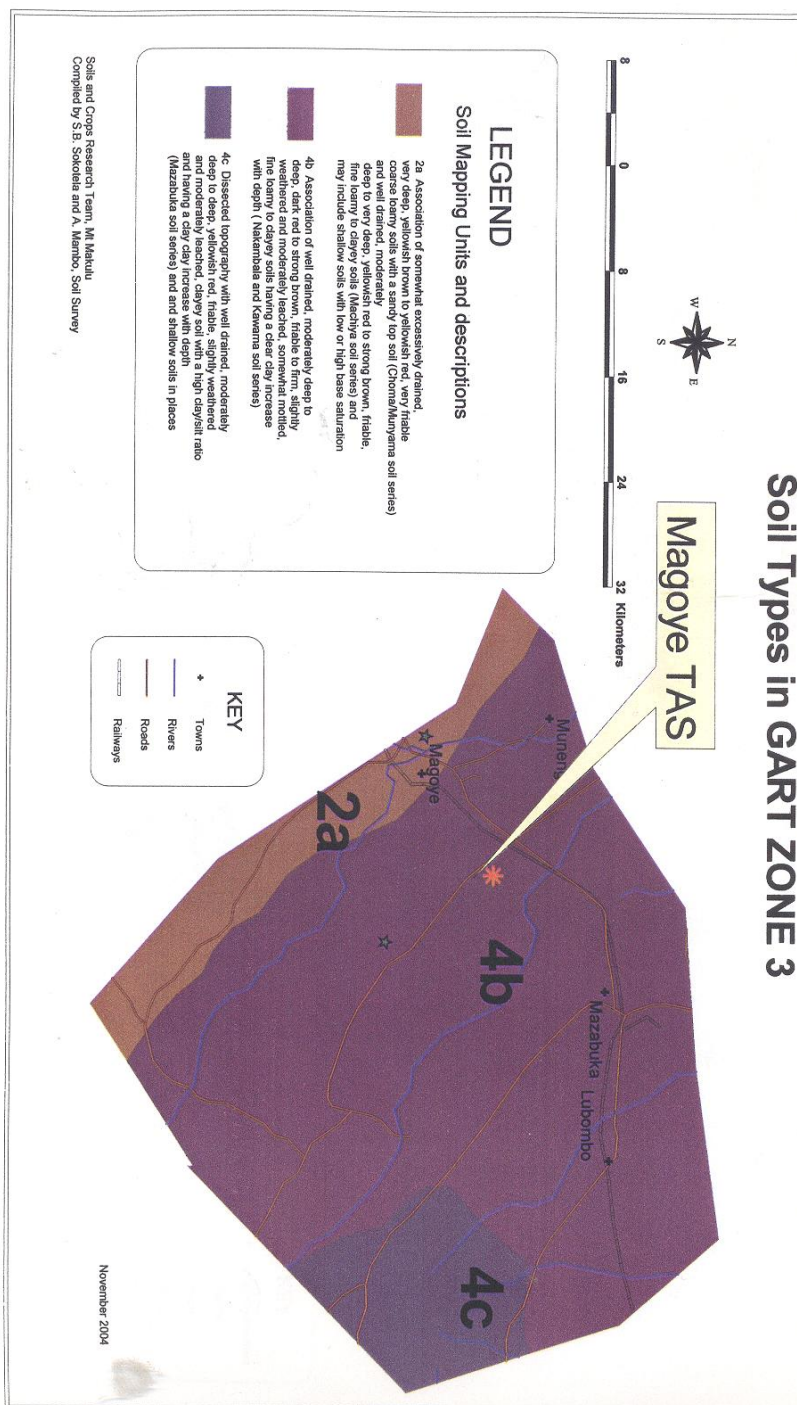 Soil Types in GART ZONE 3
N
W
E
S
8 0 8 16 24 32 Kilometers
Magoye TAS
LEGEND
Soil Mapping Units and descriptions
2a Association of somewhat excessively drained,
very deep, yellowish brown to yellowish red, very friable
coarse loamy soils with a sandy top soil (Choma/Munyama soil series)
and well drained, moderately
deep to very deep, yellowish red to strong brown, friable,
fine loamy to clayey soils (Machiya soil series) and
may include shallow soils with low or high base saturation
4b Association of well drained, moderately deep to
deep, dark red to strong brown, friable to firm, slightly
weathered and moderately leached, somewhat mottled,
fine loamy to clayey soils having a clear clay increase
with depth ( Nakambala and Kawama soil series)
4c Dissected topography with well drained, moderately
deep to deep, yellowish red, friable, slightly weathered
and moderately leached, clayey soil with a high clay/silt ratio
and having a clay clay increase with depth
(Mazabuka soil series) and and shallow soils in places
Soils and Crops Research Team, Mt Makulu
Compiled by S.B. Sokotela and A. Mambo, Soil Survey
KEY
Towns
Rivers
Roads
Railways
Muneng
Magoye
2a
4b
Mazabuka
Lubombo
4c
November 2004